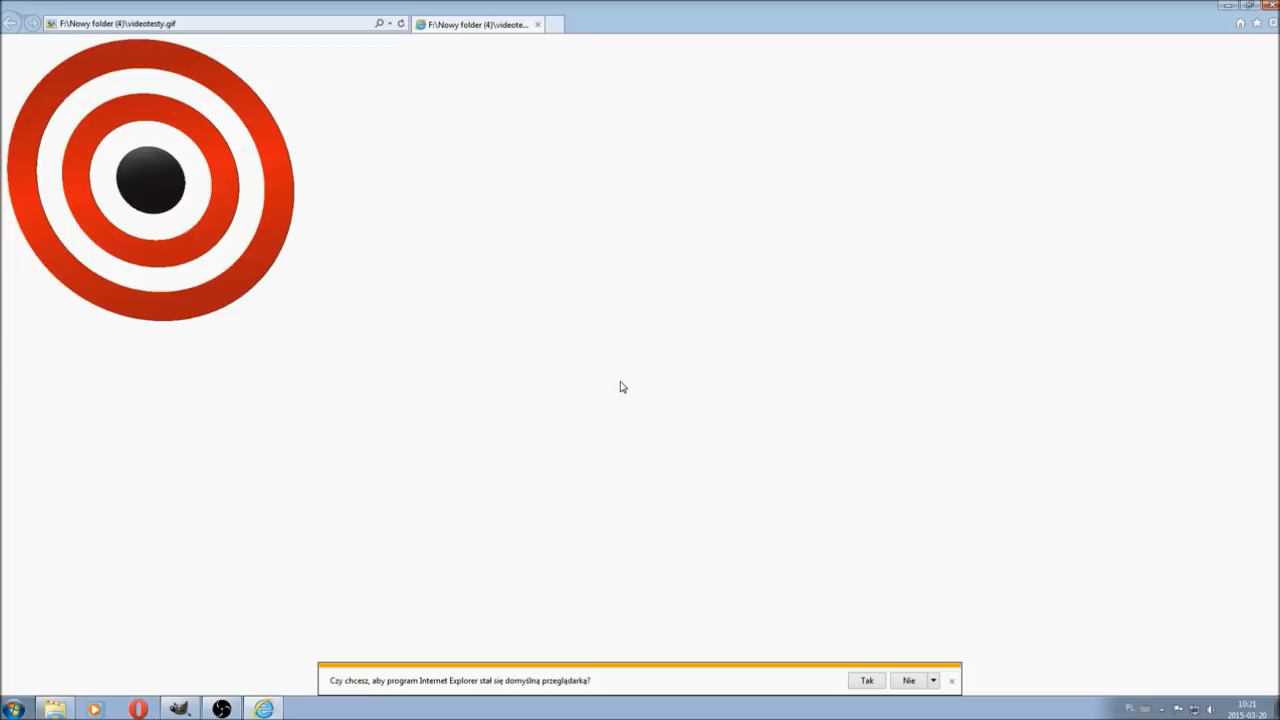 F:\Nowy folder (4)\videotesty.gif
F:\Nowy folder (4)\videote...
Czy chcesz, aby program Internet Explorer stał się domyślną przeglądarką?
Tak
Nie
PL
10:21
2015-03-20